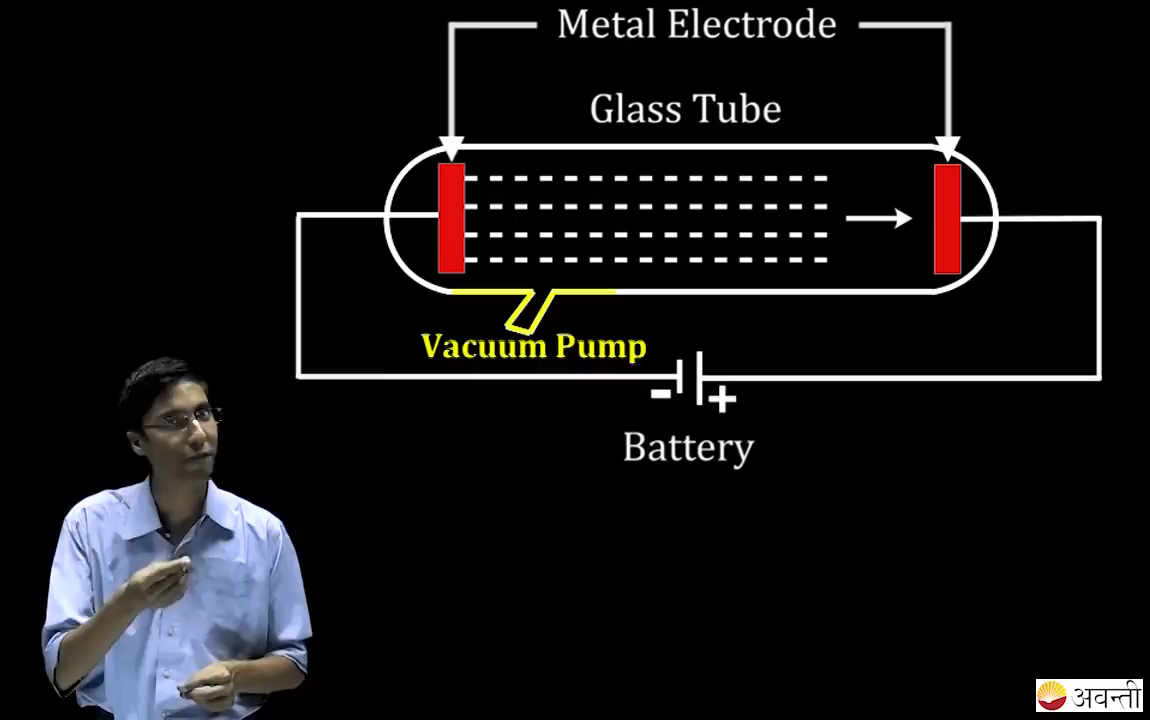 Metal Electrode
Glass Tube
Vacuum Pump
- +
Battery
अवन्ती